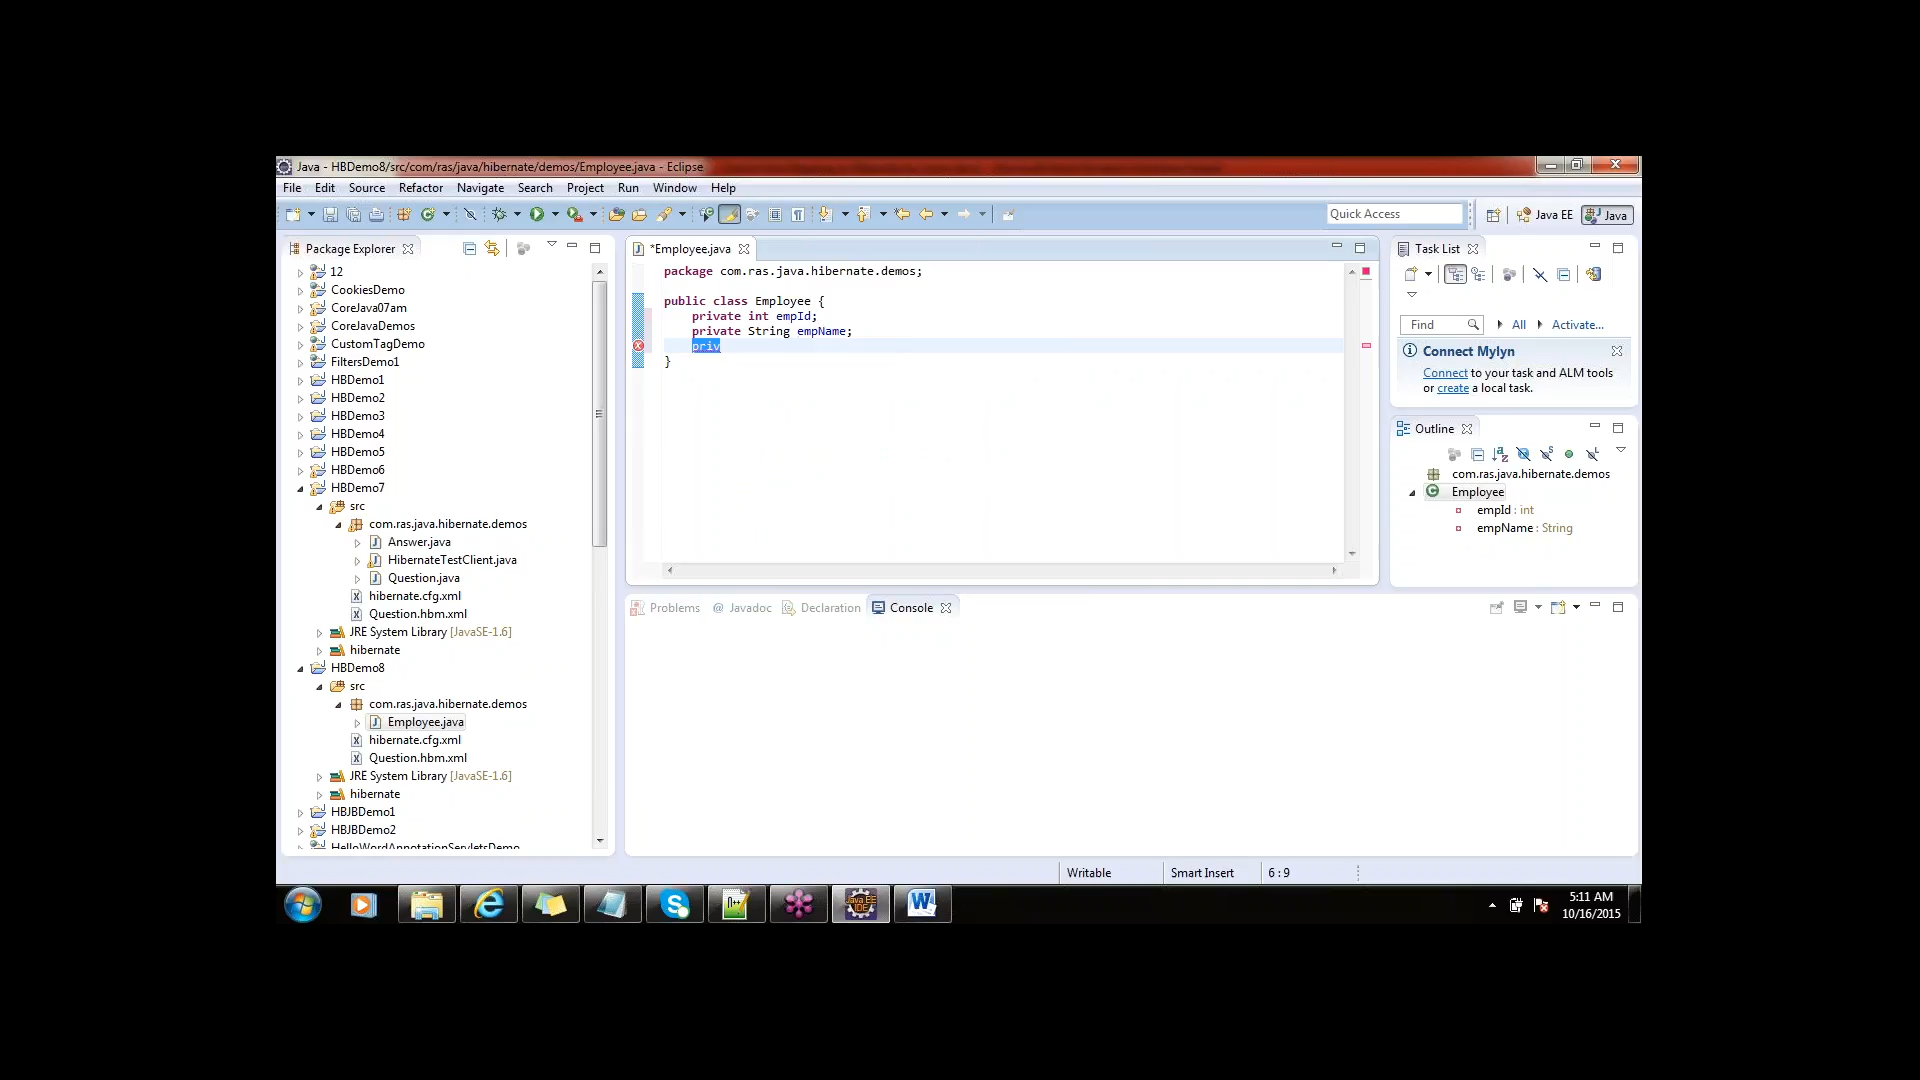 Java - HBDemo8/src/com/ras/java/hibernate/demos/Employee.java - Eclipse
File Edit Source Refactor Navigate Search Project Run Window Help
Quick Access
Java EE
Java
Package Explorer
12
CookiesDemo
CoreJava07am
CoreJavaDemos
CustomTagDemo
FiltersDemo1
HBDemo1
HBDemo2
HBDemo3
HBDemo4
HBDemo5
HBDemo6
HBDemo7
src
com.ras.java.hibernate.demos
Answer.java
HibernateTestClient.java
Question.java
hibernate.cfg.xml
Question.hbm.xml
JRE System Library [JavaSE-1.6]
hibernate
HBDemo8
src
com.ras.java.hibernate.demos
Employee.java
hibernate.cfg.xml
Question.hbm.xml
JRE System Library [JavaSE-1.6]
hibernate
HBJBDemo1
HBJBDemo2
HelloWordAnnotationServletsDemo
*Employee.java
package com.ras.java.hibernate.demos;
public class Employee {
private int empId;
private String empName;
priv
}
Task List
Find
All
Activate...
Connect Mylyn
Connect to your task and ALM tools
or create a local task.
Outline
com.ras.java.hibernate.demos
Employee
empId : int
empName : String
Problems @ Javadoc Declaration Console
Writable
Smart Insert
6 : 9
5:11 AM
10/16/2015